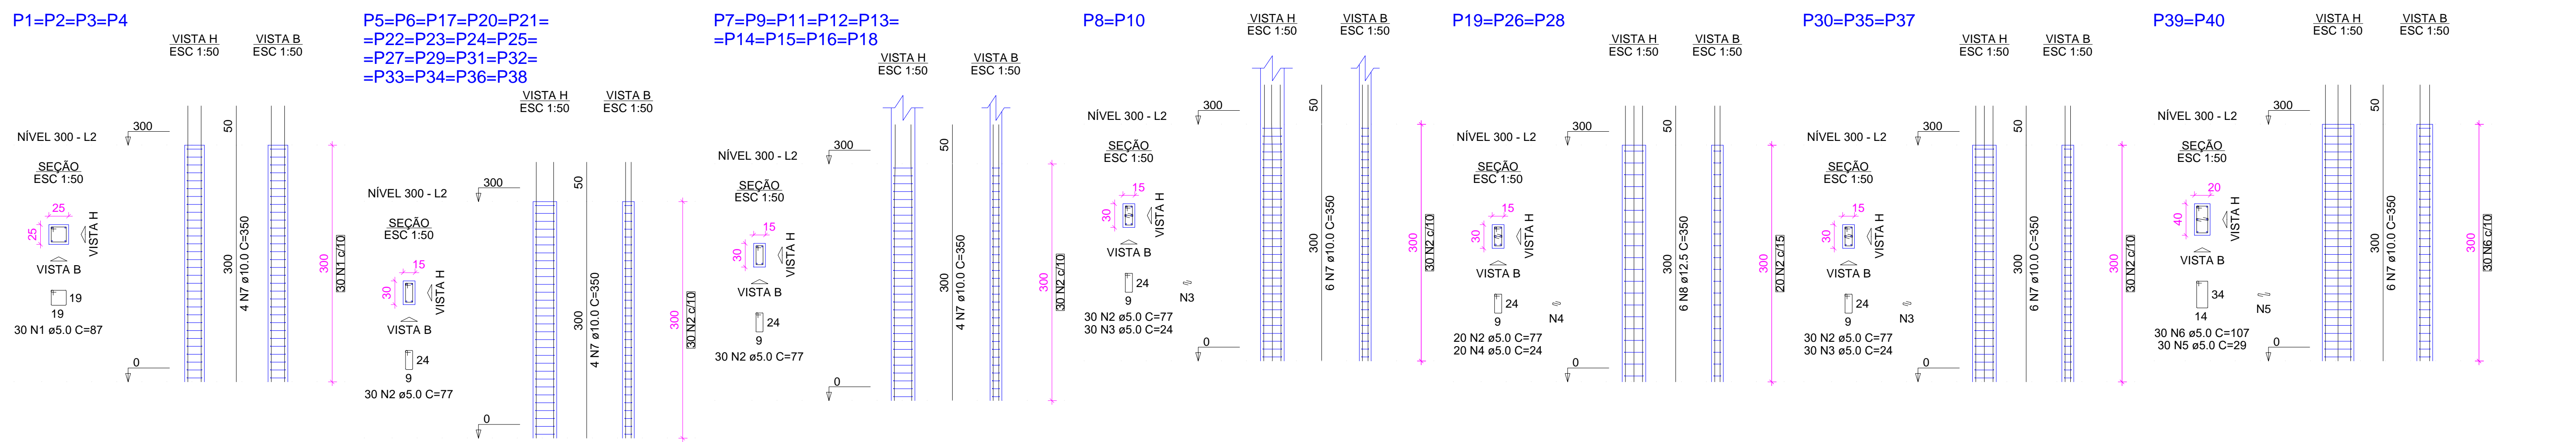 P1=P2=P3=P4
VISTA H
ESC 1:50
VISTA B
ESC 1:50
NÍVEL 300 - L2
300
50
SEÇÃO
ESC 1:50
25
25
VISTA H
VISTA B
19
19
30 N1 ø5.0 C=87
300
4 N7 ø10.0 C=350
300
30 N1 c/10
0
P5=P6=P17=P20=P21=
=P22=P23=P24=P25=
=P27=P29=P31=P32=
=P33=P34=P36=P38
VISTA H
ESC 1:50
VISTA B
ESC 1:50
NÍVEL 300 - L2
300
50
SEÇÃO
ESC 1:50
15
30
VISTA H
VISTA B
24
9
30 N2 ø5.0 C=77
300
4 N7 ø10.0 C=350
300
30 N2 c/10
0
P7=P9=P11=P12=P13=
=P14=P15=P16=P18
VISTA H
ESC 1:50
VISTA B
ESC 1:50
NÍVEL 300 - L2
300
50
SEÇÃO
ESC 1:50
15
30
VISTA H
VISTA B
24
9
30 N2 ø5.0 C=77
300
4 N7 ø10.0 C=350
300
30 N2 c/10
0
P8=P10
VISTA H
ESC 1:50
VISTA B
ESC 1:50
NÍVEL 300 - L2
300
50
SEÇÃO
ESC 1:50
15
30
VISTA H
VISTA B
24
9
N3
30 N2 ø5.0 C=77
30 N3 ø5.0 C=24
300
6 N7 ø10.0 C=350
300
30 N2 c/10
0
P19=P26=P28
VISTA H
ESC 1:50
VISTA B
ESC 1:50
NÍVEL 300 - L2
300
50
SEÇÃO
ESC 1:50
15
30
VISTA H
VISTA B
24
9
N4
20 N2 ø5.0 C=77
20 N4 ø5.0 C=24
300
6 N8 ø12.5 C=350
300
20 N2 c/15
0
P30=P35=P37
VISTA H
ESC 1:50
VISTA B
ESC 1:50
NÍVEL 300 - L2
300
50
SEÇÃO
ESC 1:50
15
30
VISTA H
VISTA B
24
9
N3
30 N2 ø5.0 C=77
30 N3 ø5.0 C=24
300
6 N7 ø10.0 C=350
300
30 N2 c/10
0
P39=P40
VISTA H
ESC 1:50
VISTA B
ESC 1:50
NÍVEL 300 - L2
300
50
SEÇÃO
ESC 1:50
20
40
VISTA H
VISTA B
34
14
N5
30 N6 ø5.0 C=107
30 N5 ø5.0 C=29
300
6 N7 ø10.0 C=350
300
30 N6 c/10
0